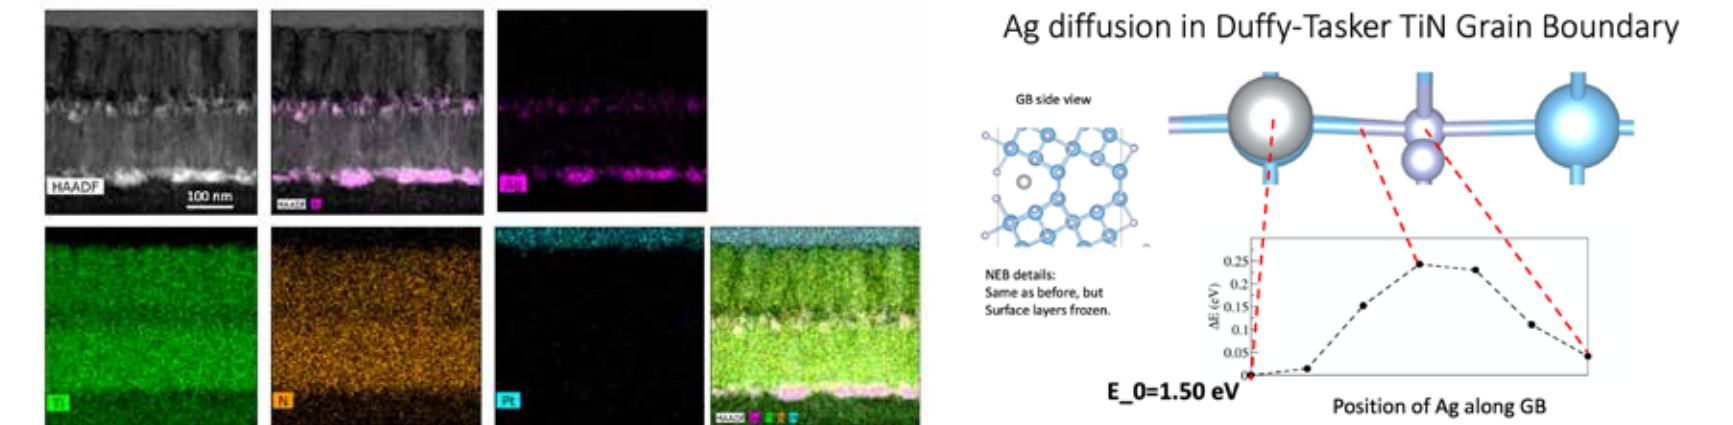 HAADF
100 nm
HAADF
Ag
Ti
N
Pt
HAADF
Ag diffusion in Duffy-Tasker TiN Grain Boundary
GB side view
NEB details:
Same as before, but
Surface layers frozen.
ΔE (eV)
0.25
0.2
0.15
0.1
0.05
0
E_0=1.50 eV
Position of Ag along GB